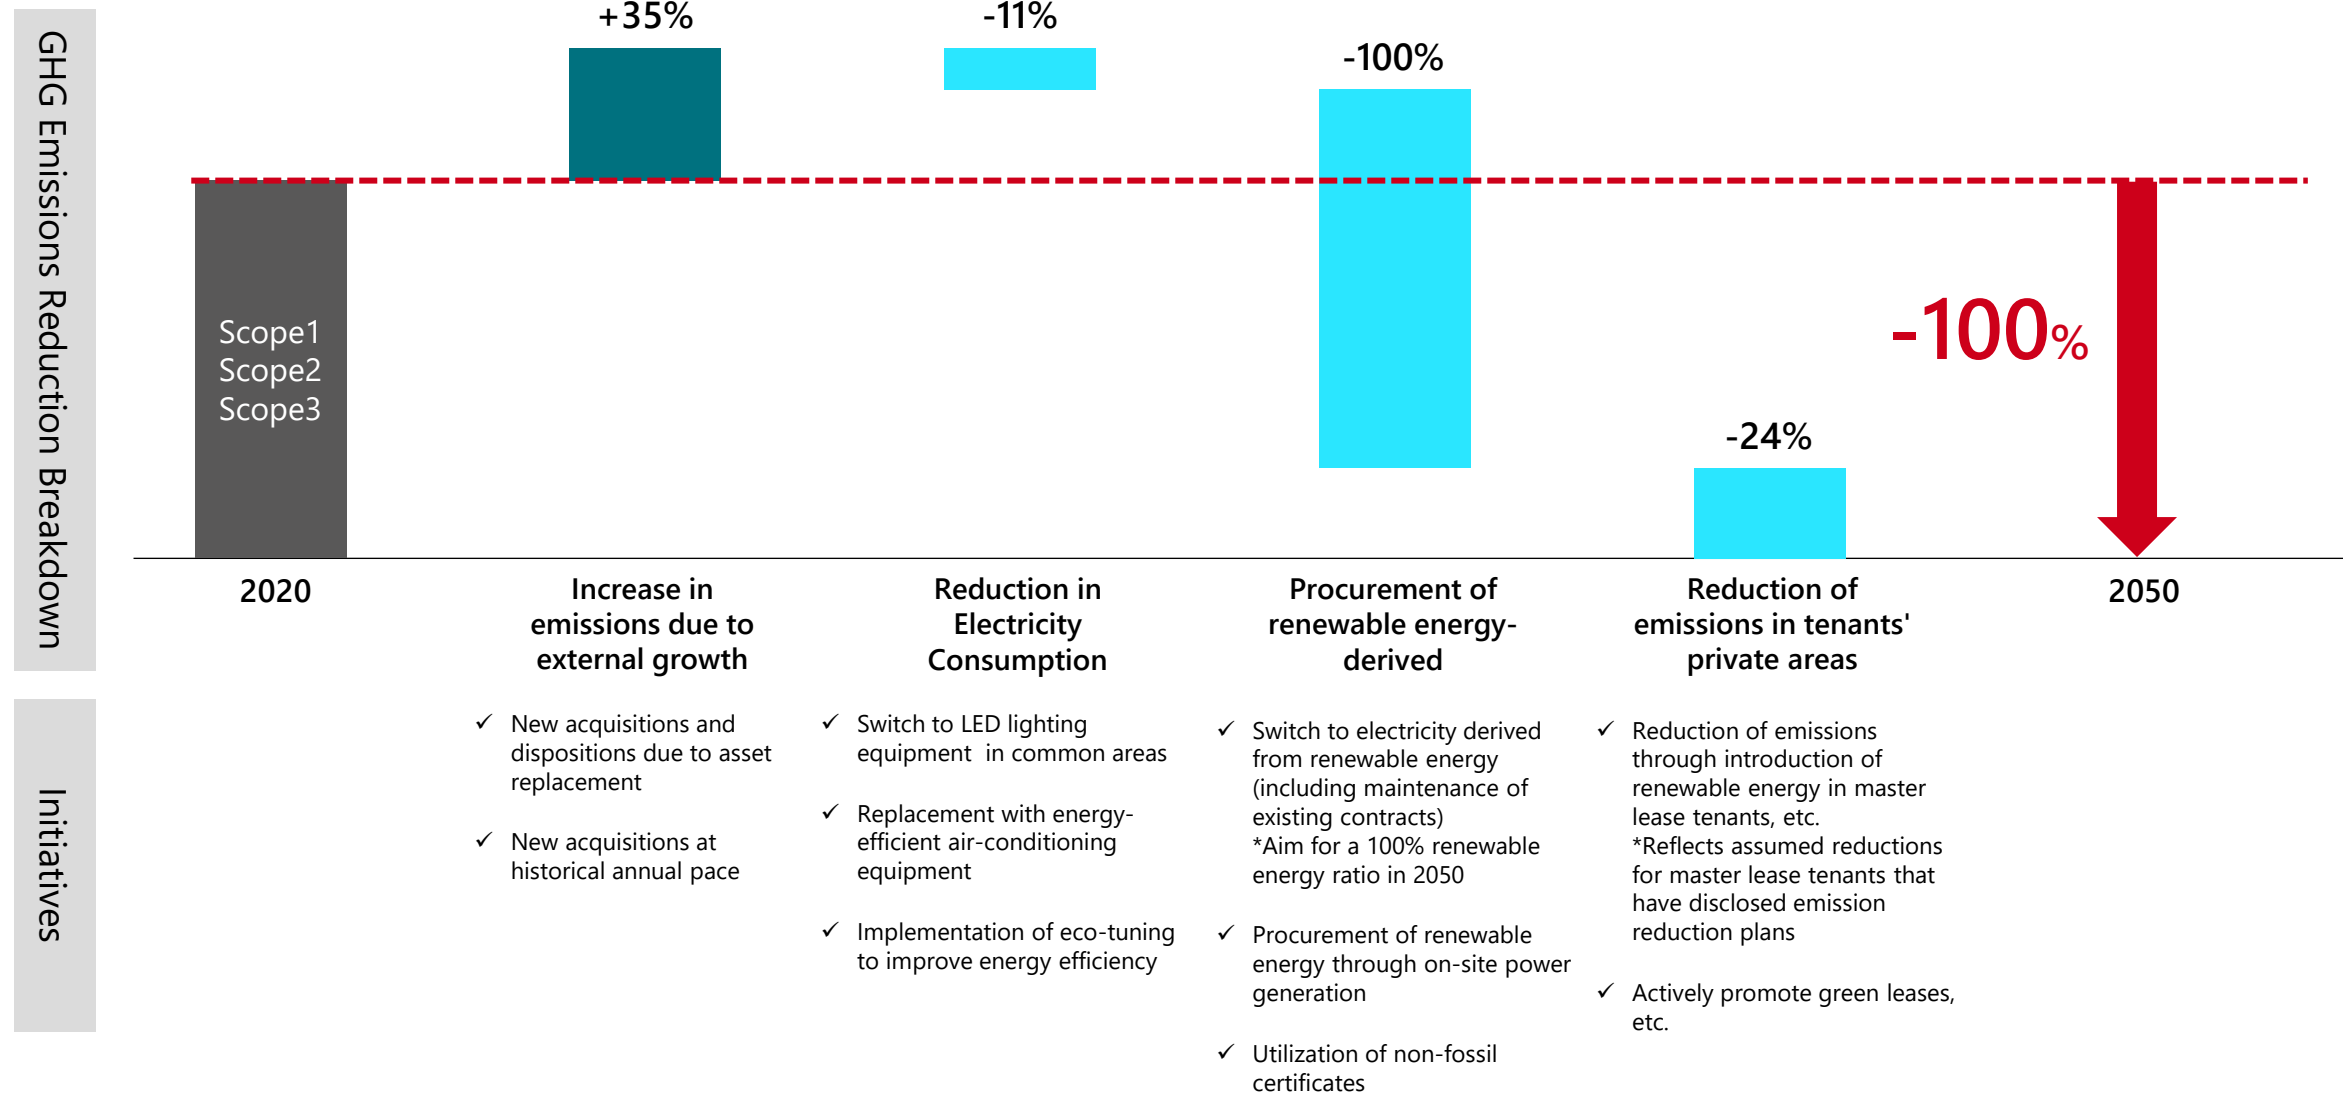 GHG Emissions Reduction Breakdown
+35%
-11%
-100%
Scope1
Scope2
Scope3
-100%
-24%
2020
Increase in
emissions due to
external growth
Reduction in
Electricity
Consumption
Procurement of
renewable energy-
derived
Reduction of
emissions in tenants'
private areas
2050
Initiatives
✓ New acquisitions and
dispositions due to asset
replacement
✓ New acquisitions at
historical annual pace
✓ Switch to LED lighting
equipment  in common areas
✓ Replacement with energy-
efficient air-conditioning
equipment
✓ Implementation of eco-tuning
to improve energy efficiency
✓ Switch to electricity derived
from renewable energy
(including maintenance of
existing contracts)
*Aim for a 100% renewable
energy ratio in 2050
✓ Procurement of renewable
energy through on-site power
generation
✓ Utilization of non-fossil
certificates
✓ Reduction of emissions
through introduction of
renewable energy in master
lease tenants, etc.
*Reflects assumed reductions
for master lease tenants that
have disclosed emission
reduction plans
✓ Actively promote green leases,
etc.